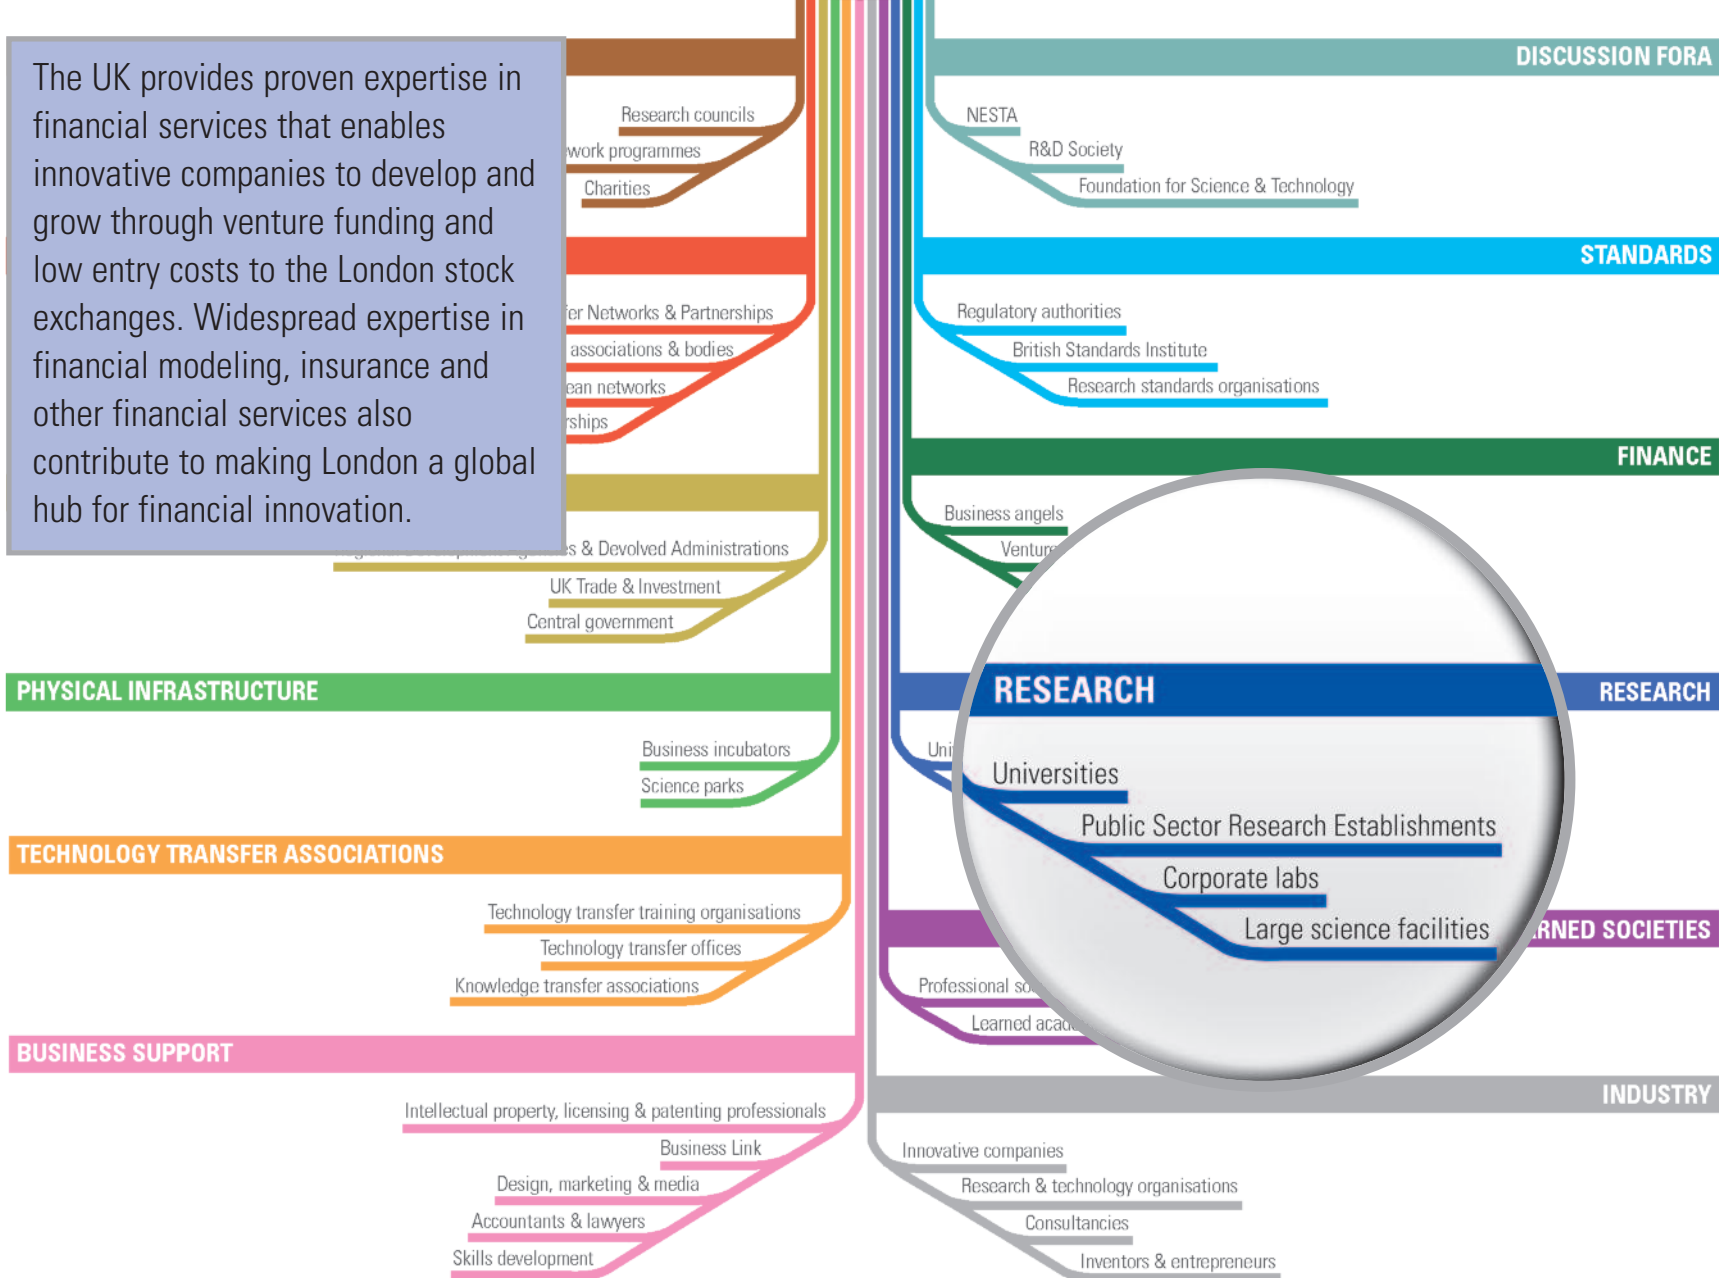 The UK provides proven expertise in
financial services that enables
innovative companies to develop and
grow through venture funding and
low entry costs to the London stock
exchanges. Widespread expertise in
financial modeling, insurance and
other financial services also
contribute to making London a global
hub for financial innovation.
Research councils
programmes
Charities
Networks & Partnerships
associations & bodies
networks
& Devolved Administrations
UK Trade & Investment
Central government
PHYSICAL INFRASTRUCTURE
Business incubators
Science parks
TECHNOLOGY TRANSFER ASSOCIATIONS
Technology transfer training organisations
Technology transfer offices
Knowledge transfer associations
BUSINESS SUPPORT
Intellectual property, licensing & patenting professionals
Business Link
Design, marketing & media
Accountants & lawyers
Skills development
DISCUSSION FORA
NESTA
R&D Society
Foundation for Science & Technology
STANDARDS
Regulatory authorities
British Standards Institute
Research standards organisations
FINANCE
Business angels
Venture
RESEARCH
RESEARCH
Universities
Public Sector Research Establishments
Corporate labs
Large science facilities
SOCIETIES
Professional
Learned
INDUSTRY
Innovative companies
Research & technology organisations
Consultancies
Inventors & entrepreneurs